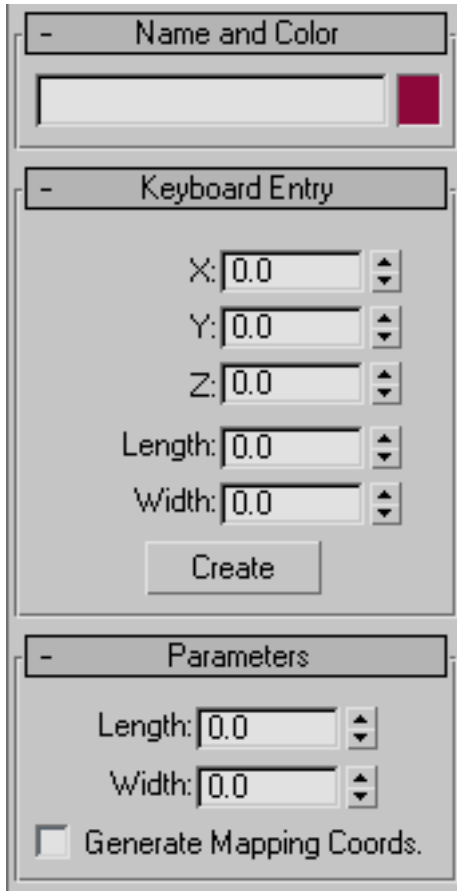 - Name and Color
- Keyboard Entry
X: 0.0
Y: 0.0
Z: 0.0
Length: 0.0
Width: 0.0
Create
- Parameters
Length: 0.0
Width: 0.0
Generate Mapping Coords.